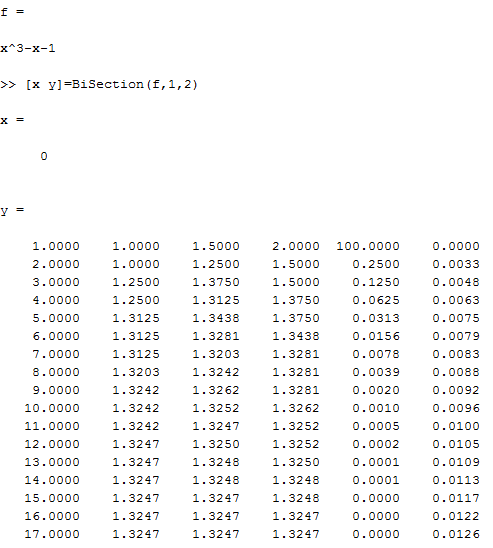 f =
x^3-x-1
>> [x y]=BiSection(f,1,2)
x =
0
y =
1.0000 1.0000 1.5000 2.0000 100.0000 0.0000
2.0000 1.0000 1.2500 1.5000 0.2500 0.0033
3.0000 1.2500 1.3750 1.5000 0.1250 0.0048
4.0000 1.2500 1.3125 1.3750 0.0625 0.0063
5.0000 1.3125 1.3438 1.3750 0.0313 0.0075
6.0000 1.3125 1.3281 1.3438 0.0156 0.0079
7.0000 1.3125 1.3203 1.3281 0.0078 0.0083
8.0000 1.3203 1.3242 1.3281 0.0039 0.0088
9.0000 1.3242 1.3262 1.3281 0.0020 0.0092
10.0000 1.3242 1.3252 1.3262 0.0010 0.0096
11.0000 1.3242 1.3247 1.3252 0.0005 0.0100
12.0000 1.3247 1.3250 1.3252 0.0002 0.0105
13.0000 1.3247 1.3248 1.3250 0.0001 0.0109
14.0000 1.3247 1.3248 1.3248 0.0001 0.0113
15.0000 1.3247 1.3247 1.3248 0.0000 0.0117
16.0000 1.3247 1.3247 1.3247 0.0000 0.0122
17.0000 1.3247 1.3247 1.3247 0.0000 0.0126